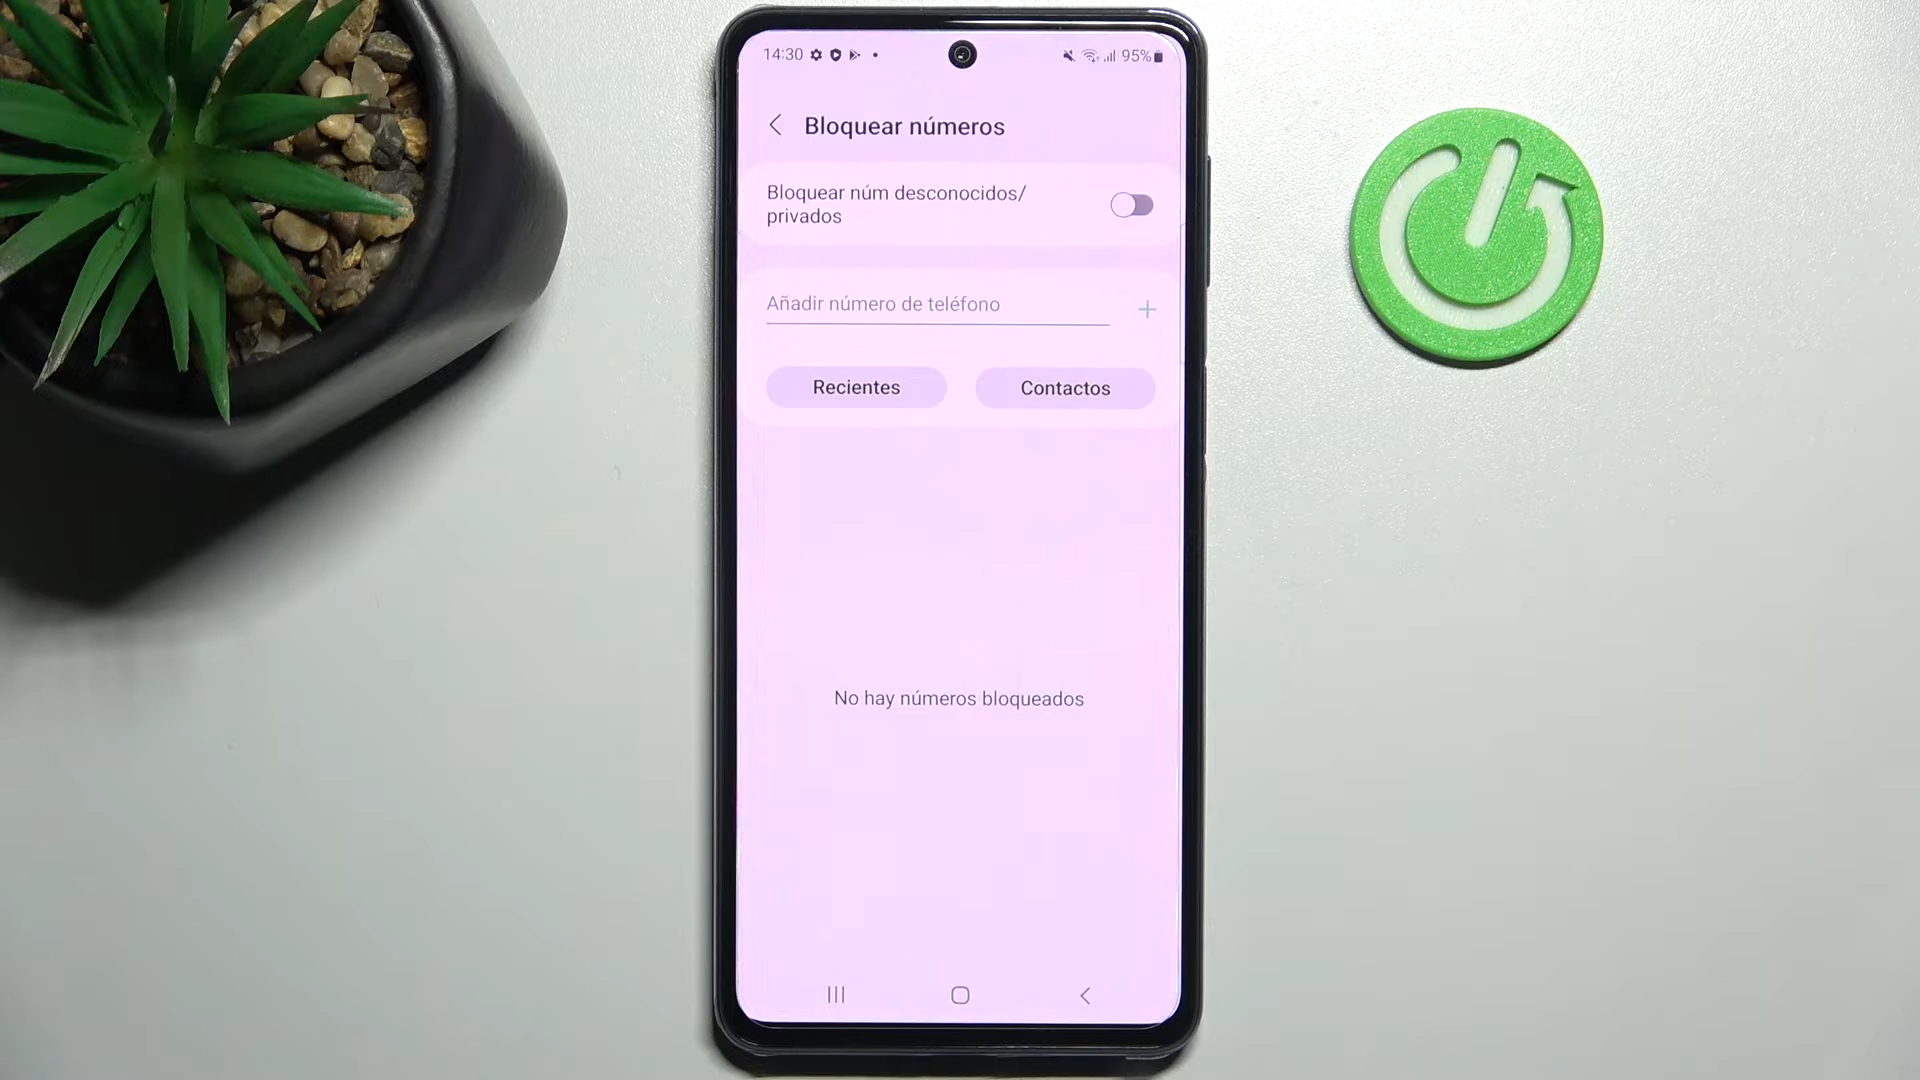 14:30 95%
Bloquear números
Bloquear núm desconocidos/
privados
Añadir número de teléfono
Recientes Contactos
No hay números bloqueados